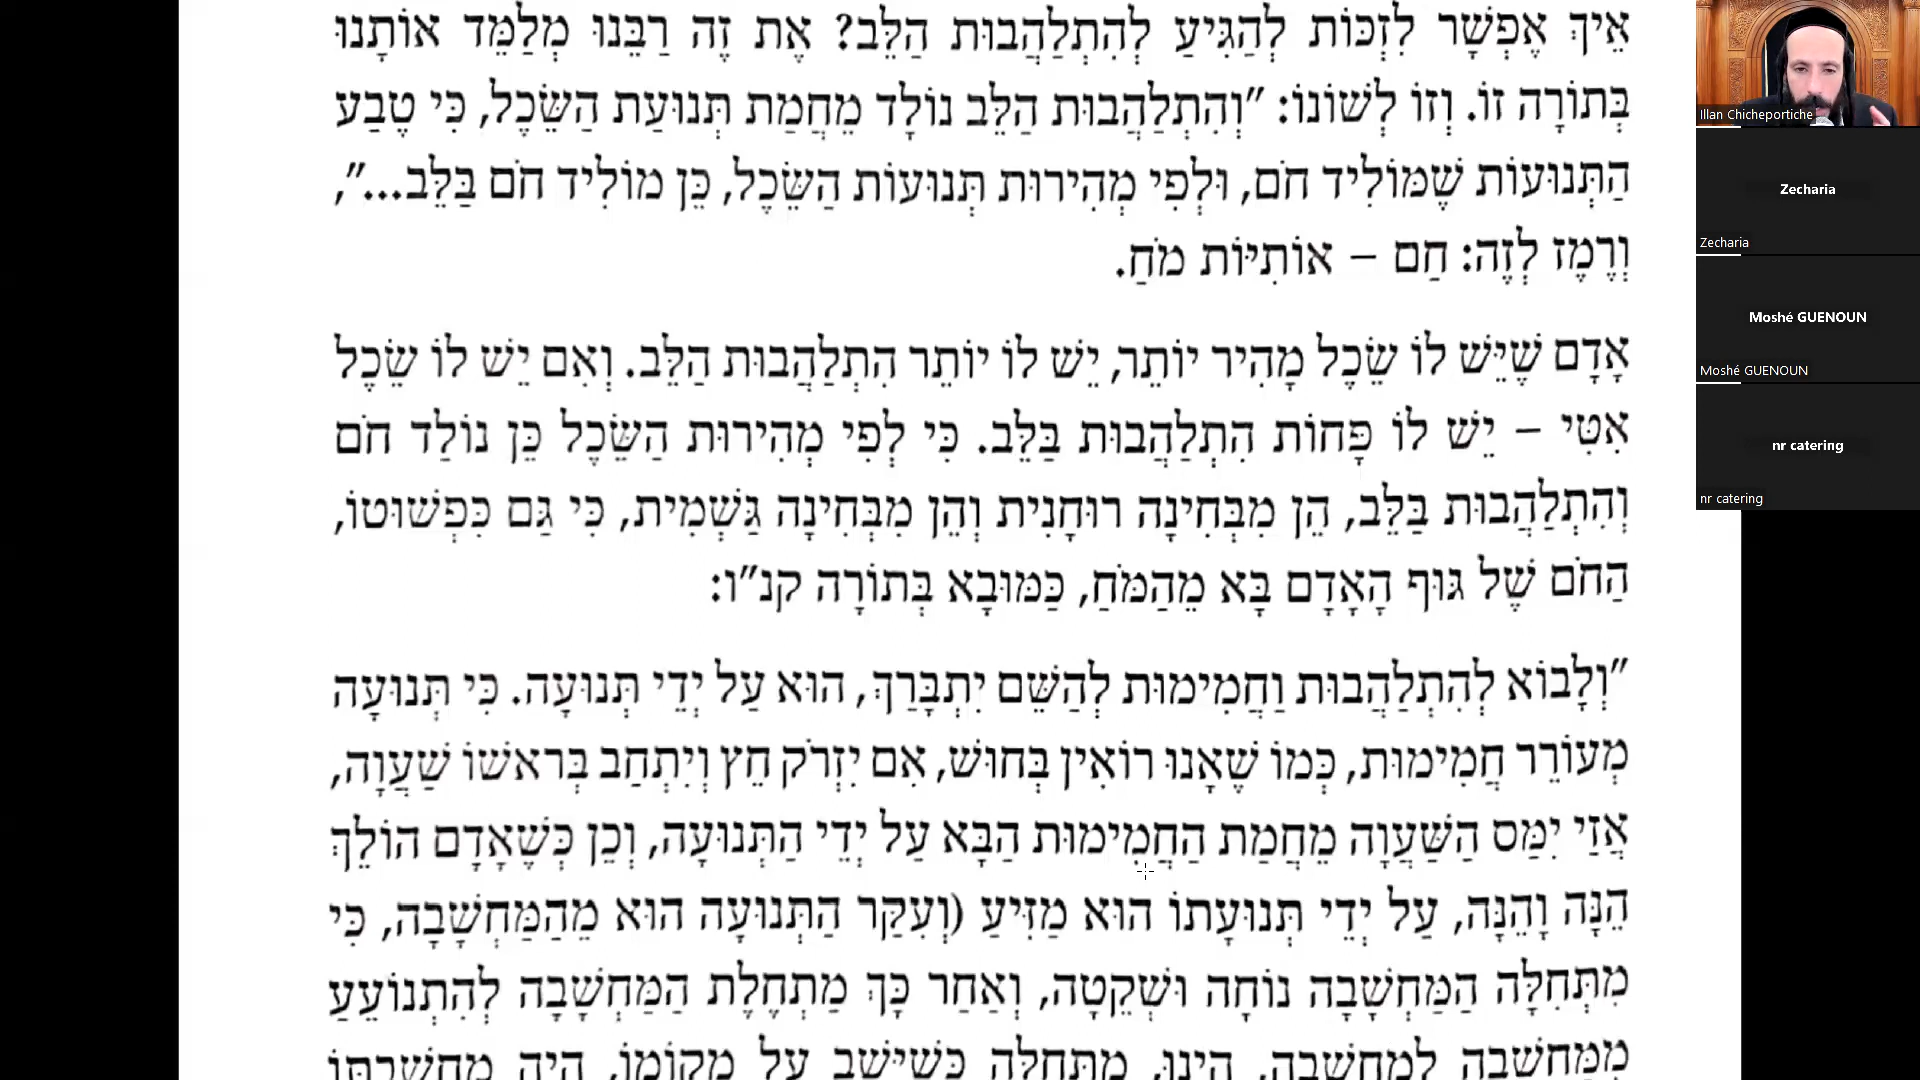 אֵיךְ אֶפְשָׁר לִזְכּוֹת לְהַגִּיעַ לְהִתְלַהֲבוּת הַלֵּב? אֶת זֶה רַבֵּנוּ מְלַמֵּד אוֹתָנוּ
בְּתוֹרָה זוֹ. וְזוֹ לְשׁוֹנוֹ: "וְהִתְלַהֲבוּת הַלֵּב נוֹלָד מֵחֲמַת תְּנוּעַת הַשֵּׂכֶל, כִּי טֶבַע
הַתְּנוּעוֹת שֶׁמּוֹלִיד חֹם, וּלְפִי מְהִירוּת תְּנוּעוֹת הַשֵּׂכֶל, כֵּן מוֹלִיד חֹם בַּלֵּב...",
וְרֶמֶז לְזֶה: חַם – אוֹתִיּוֹת מֹחַ.
אָדָם שֶׁיֵּשׁ לוֹ שֵׂכֶל מָהִיר יוֹתֵר, יֵשׁ לוֹ יוֹתֵר הִתְלַהֲבוּת הַלֵּב. וְאִם יֵשׁ לוֹ שֵׂכֶל
אִטִּי – יֵשׁ לוֹ פָּחוֹת הִתְלַהֲבוּת בַּלֵּב. כִּי לְפִי מְהִירוּת הַשֵּׂכֶל כֵּן נוֹלַד חֹם
וְהִתְלַהֲבוּת בַּלֵּב, הֵן מִבְּחִינָה רוּחָנִית וְהֵן מִבְּחִינָה גַּשְׁמִית, כִּי גַּם כִּפְשׁוּטוֹ,
הַחֹם שֶׁל גּוּף הָאָדָם בָּא מֵהַמֹּחַ, כַּמּוּבָא בְּתוֹרָה קנ"ו:
"וְלָבוֹא לְהִתְלַהֲבוּת וַחֲמִימוּת לְהַשֵּׁם יִתְבָּרַךְ, הוּא עַל יְדֵי תְּנוּעָה. כִּי תְּנוּעָה
מְעוֹרֵר חֲמִימוּת, כְּמוֹ שֶׁאָנוּ רוֹאִין בְּחוּשׁ, אִם יִזְרֹק חֵץ וְיִתְחַב בְּרֹאשׁוֹ שַׁעֲוָה,
אֲזַי יִמַּס הַשַּׁעֲוָה מֵחֲמַת הַחֲמִימוּת הַבָּא עַל יְדֵי הַתְּנוּעָה, וְכֵן כְּשֶׁאָדָם הוֹלֵךְ
הֵנָּה וָהֵנָּה, עַל יְדֵי תְּנוּעָתוֹ הוּא מַזִּיעַ (וְעִקַּר הַתְּנוּעָה הוּא מֵהַמַּחְשָׁבָה, כִּי
מִתְּחִלָּה הַמַּחְשָׁבָה נוֹחָה וּשְׁקֵטָה, וְאַחַר כָּךְ מַתְחֶלֶת הַמַּחְשָׁבָה לְהִתְנוֹעֵעַ
מִמַּחְשָׁבָה לְמַחְשָׁבָה, הַיְנוּ, מִתְּחִלָּה כְּשֶׁיּשֵׁב עַל מְקוֹמוֹ, הָיָה מַחְשַׁבְתּוֹ
Illan Chicheportiche
Zecharia
Zecharia
Moshé GUENOUN
Moshé GUENOUN
nr catering
nr catering